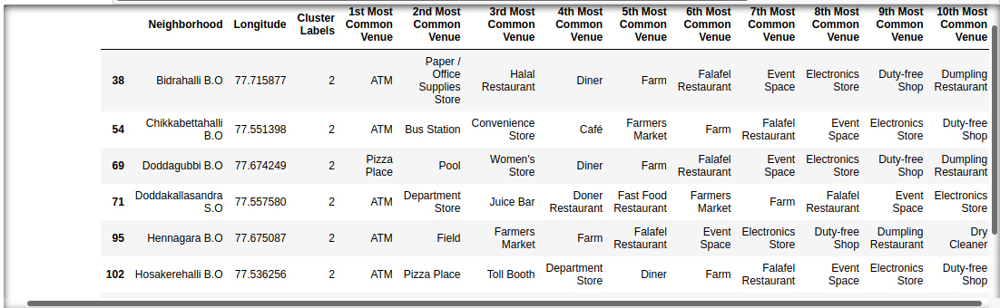 Neighborhood Longitude Cluster Labels 1st Most Common Venue 2nd Most Common Venue 3rd Most Common Venue 4th Most Common Venue 5th Most Common Venue 6th Most Common Venue 7th Most Common Venue 8th Most Common Venue 9th Most Common Venue 10th Most Common Venue
38 Bidrahalli B.O 77.715877 2 ATM Paper / Office Supplies Store Halal Restaurant Diner Farm Falafel Restaurant Event Space Electronics Store Duty-free Shop Dumpling Restaurant
54 Chikkabettahalli B.O 77.551398 2 ATM Bus Station Convenience Store Café Farmers Market Farm Falafel Restaurant Event Space Electronics Store Duty-free Shop
69 Doddagubbi B.O 77.674249 2 Pizza Place Pool Women's Store Diner Farm Falafel Restaurant Event Space Electronics Store Duty-free Shop Dumpling Restaurant
71 Doddakallasandra S.O 77.557580 2 ATM Department Store Juice Bar Doner Restaurant Fast Food Restaurant Farmers Market Farm Falafel Restaurant Event Space Electronics Store
95 Hennagara B.O 77.675087 2 ATM Field Farmers Market Farm Falafel Restaurant Event Space Electronics Store Duty-free Shop Dumpling Restaurant Dry Cleaner
102 Hosakerehalli B.O 77.536256 2 ATM Pizza Place Toll Booth Department Store Diner Farm Falafel Restaurant Event Space Electronics Store Duty-free Shop